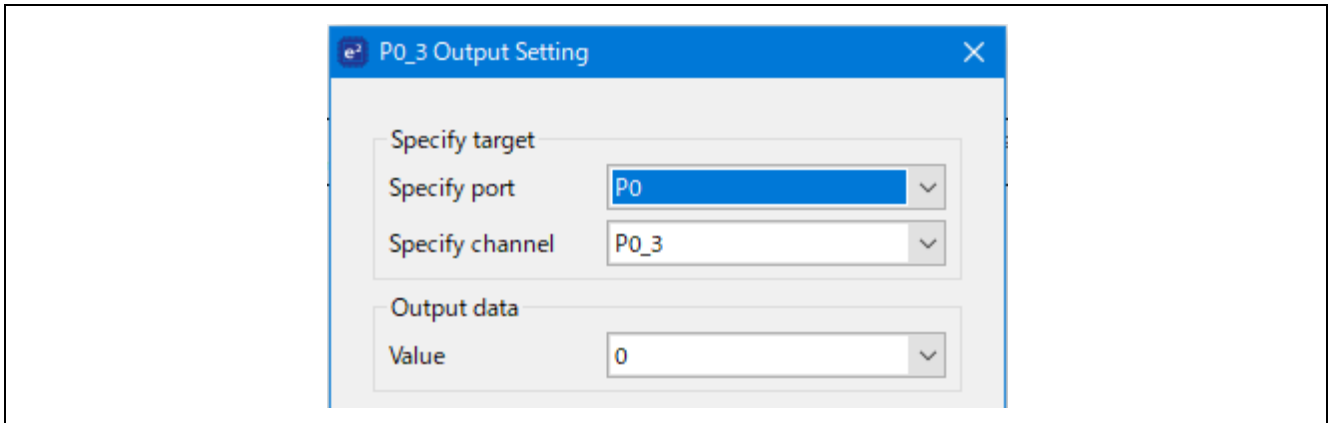 e² P0_3 Output Setting
Specify target
Specify port P0
Specify channel P0_3
Output data
Value 0